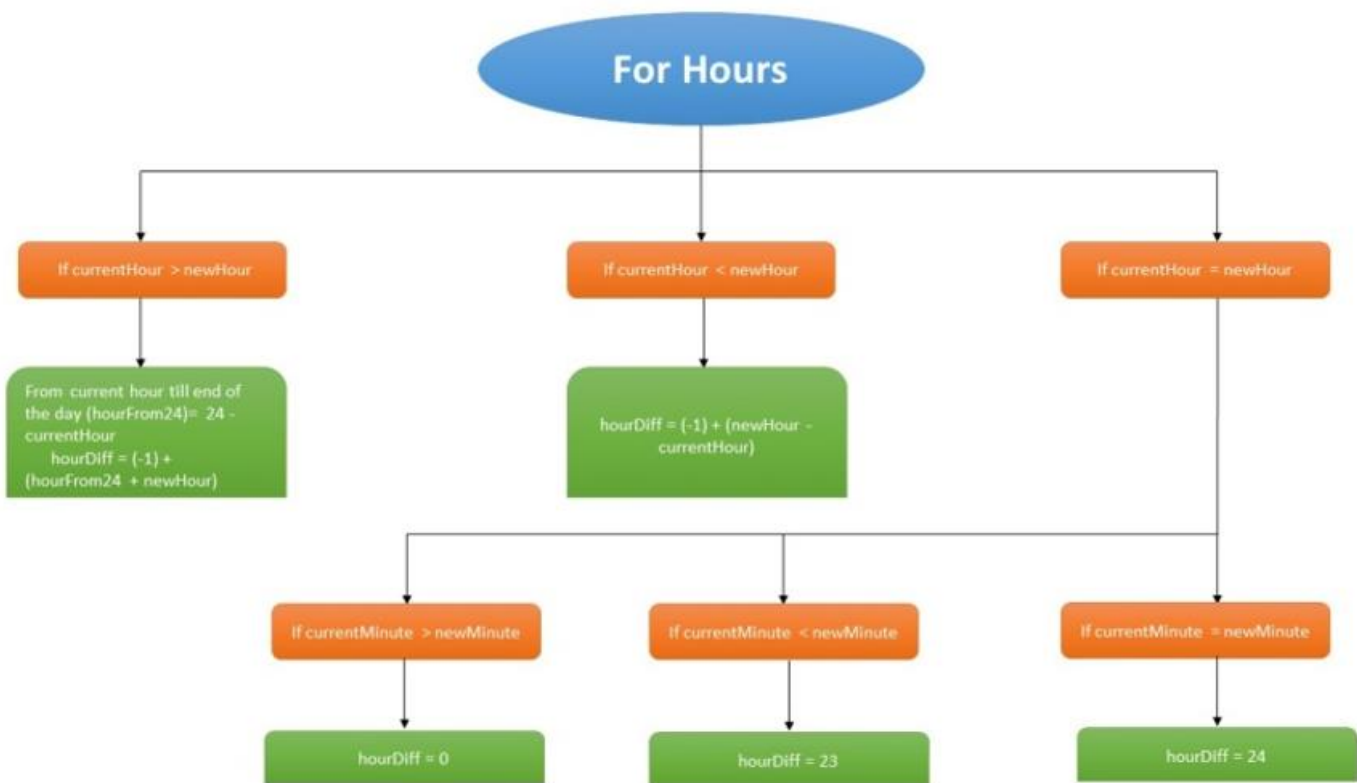 For Hours
If currentHour > newHour
If currentHour < newHour
If currentHour = newHour
From current hour till end of
the day (hourFrom24)= 24 -
currentHour
hourDiff = (-1) +
(hourFrom24 + newHour)
hourDiff = (-1) + (newHour -
currentHour)
If currentMinute > newMinute
If currentMinute < newMinute
If currentMinute = newMinute
hourDiff = 0
hourDiff = 23
hourDiff = 24